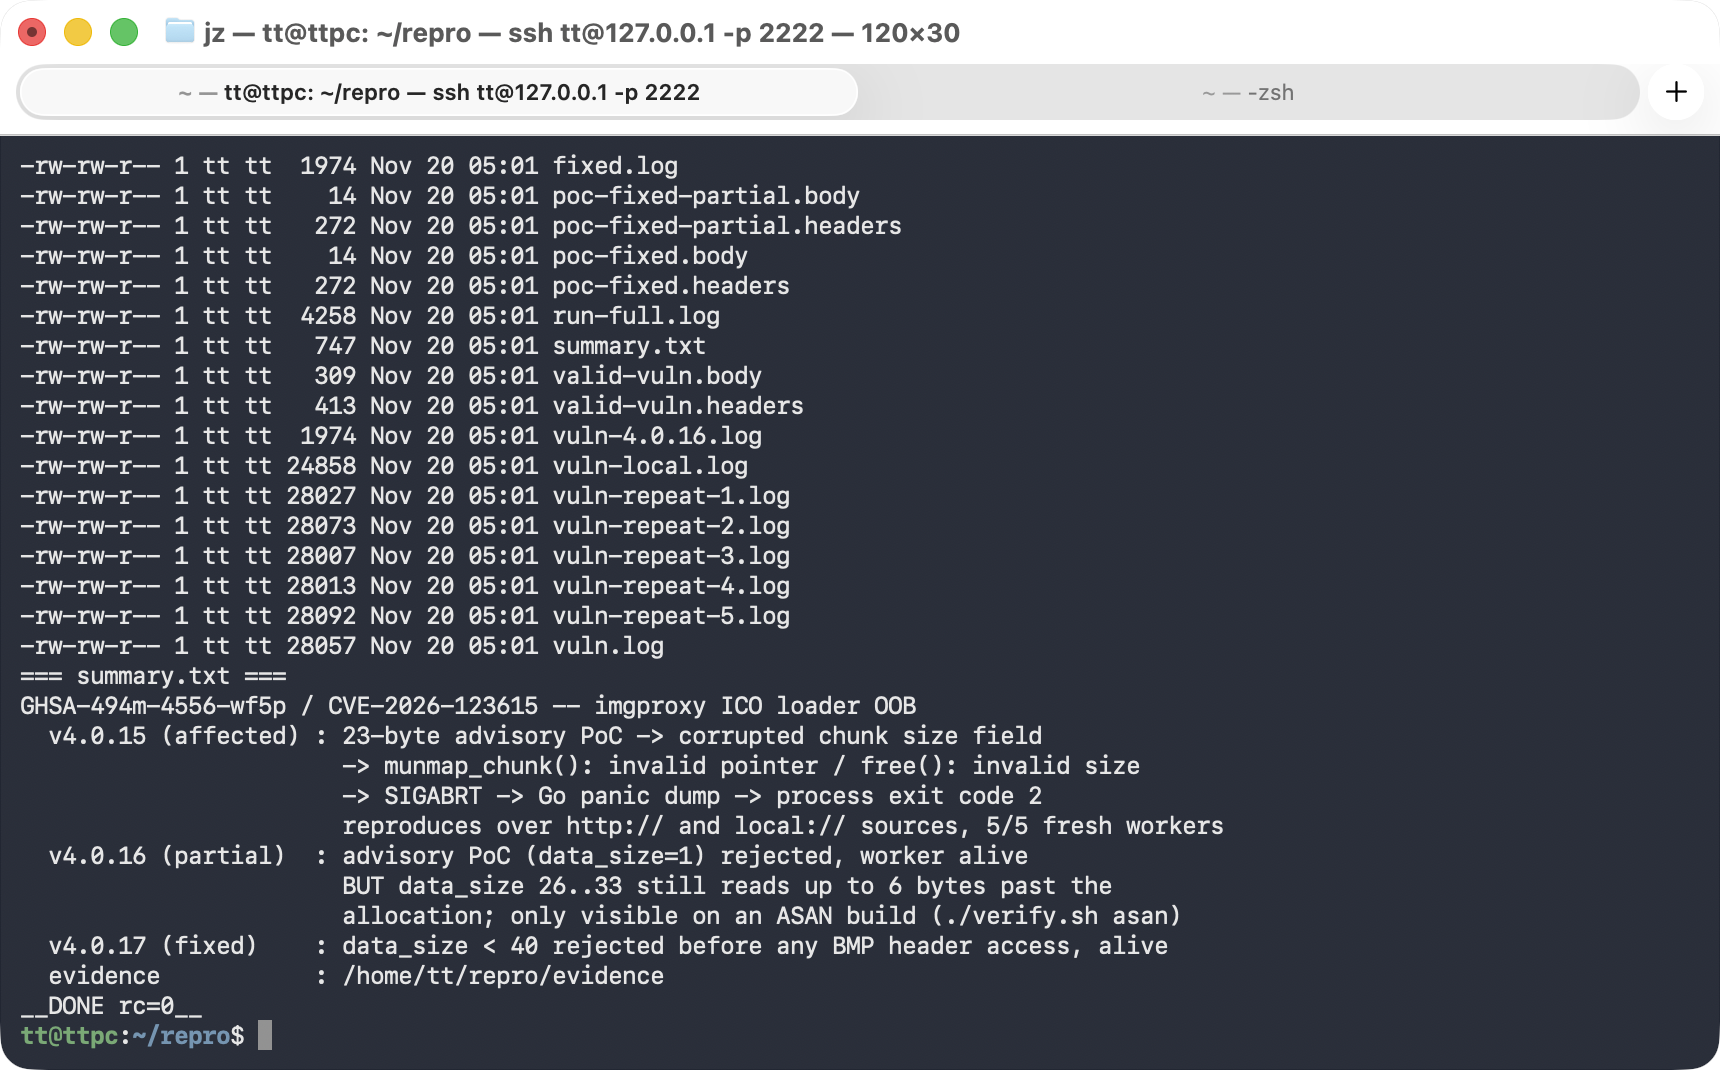 jz — tt@ttpc: ~/repro — ssh tt@127.0.0.1 -p 2222 — 120×30
~ — tt@ttpc: ~/repro — ssh tt@127.0.0.1 -p 2222
~ — -zsh
+
-rw-rw-r-- 1 tt tt  1974 Nov 20 05:01 fixed.log
-rw-rw-r-- 1 tt tt    14 Nov 20 05:01 poc-fixed-partial.body
-rw-rw-r-- 1 tt tt   272 Nov 20 05:01 poc-fixed-partial.headers
-rw-rw-r-- 1 tt tt    14 Nov 20 05:01 poc-fixed.body
-rw-rw-r-- 1 tt tt   272 Nov 20 05:01 poc-fixed.headers
-rw-rw-r-- 1 tt tt  4258 Nov 20 05:01 run-full.log
-rw-rw-r-- 1 tt tt   747 Nov 20 05:01 summary.txt
-rw-rw-r-- 1 tt tt   309 Nov 20 05:01 valid-vuln.body
-rw-rw-r-- 1 tt tt   413 Nov 20 05:01 valid-vuln.headers
-rw-rw-r-- 1 tt tt  1974 Nov 20 05:01 vuln-4.0.16.log
-rw-rw-r-- 1 tt tt 24858 Nov 20 05:01 vuln-local.log
-rw-rw-r-- 1 tt tt 28027 Nov 20 05:01 vuln-repeat-1.log
-rw-rw-r-- 1 tt tt 28073 Nov 20 05:01 vuln-repeat-2.log
-rw-rw-r-- 1 tt tt 28007 Nov 20 05:01 vuln-repeat-3.log
-rw-rw-r-- 1 tt tt 28013 Nov 20 05:01 vuln-repeat-4.log
-rw-rw-r-- 1 tt tt 28092 Nov 20 05:01 vuln-repeat-5.log
-rw-rw-r-- 1 tt tt 28057 Nov 20 05:01 vuln.log
=== summary.txt ===
GHSA-494m-4556-wf5p / CVE-2026-123615 -- imgproxy ICO loader OOB
  v4.0.15 (affected) : 23-byte advisory PoC -> corrupted chunk size field
                       -> munmap_chunk(): invalid pointer / free(): invalid size
                       -> SIGABRT -> Go panic dump -> process exit code 2
                       reproduces over http:// and local:// sources, 5/5 fresh workers
  v4.0.16 (partial)  : advisory PoC (data_size=1) rejected, worker alive
                       BUT data_size 26..33 still reads up to 6 bytes past the
                       allocation; only visible on an ASAN build (./verify.sh asan)
  v4.0.17 (fixed)    : data_size < 40 rejected before any BMP header access, alive
  evidence           : /home/tt/repro/evidence
__DONE rc=0__
tt@ttpc:~/repro$